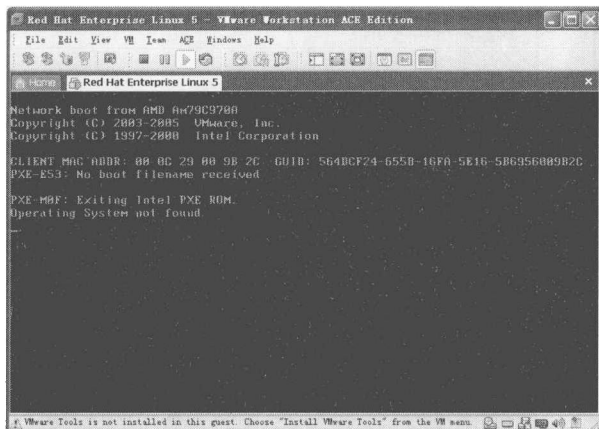 Red Hat Enterprise Linux 5 - VMware Workstation ACE Edition
File Edit View VM Team ACE Windows Help
Home Red Hat Enterprise Linux 5
Network boot from AMD Am79C970A
Copyright (C) 2003-2005 VMware, Inc.
Copyright (C) 1997-2000 Intel Corporation
CLIENT MAC ADDR: 00 0C 29 00 9B 2C GUID: 564DCF24-655B-16FA-5E16-5B6956009B2C
PXE-E53: No boot filename received
PXE-M0F: Exiting Intel PXE ROM.
Operating System not found
VMware Tools is not installed in this guest. Choose "Install VMware Tools" from the VM menu.